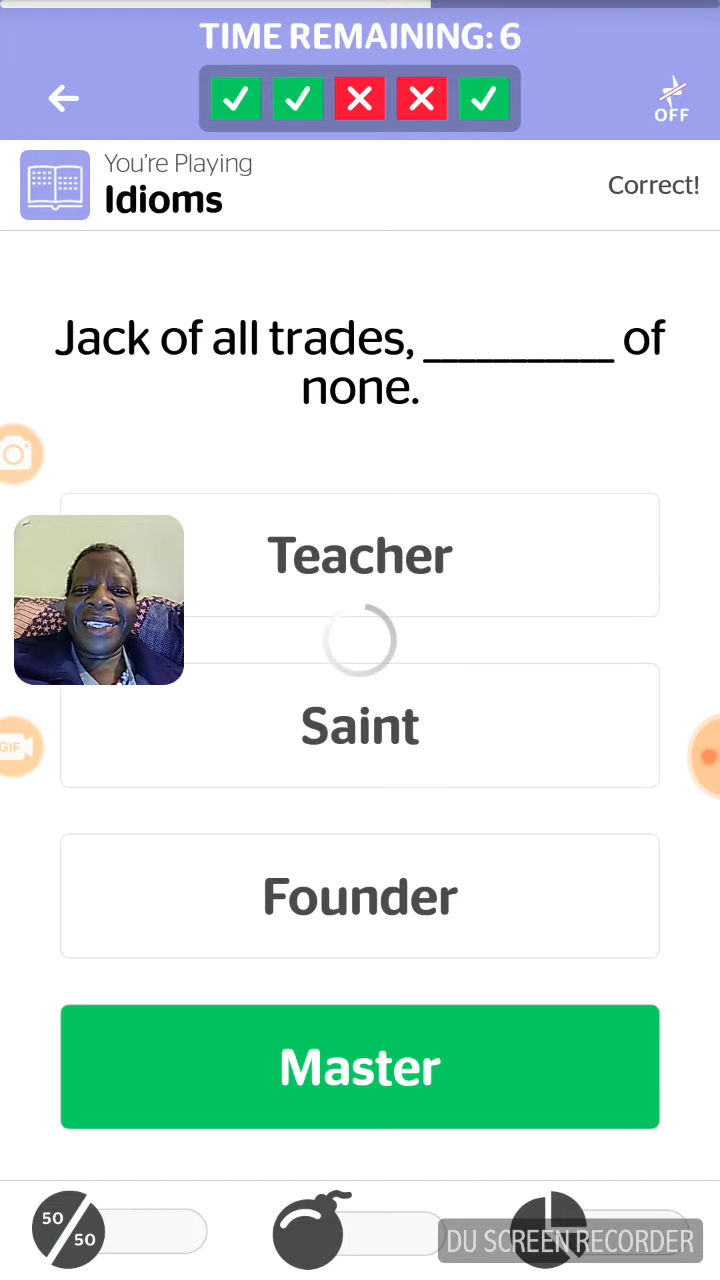 TIME REMAINING: 6
OFF
You're Playing
Idioms
Correct!
Jack of all trades, __________ of
none.
Teacher
Saint
GIF
Founder
Master
50
50
DU SCREEN RECORDER